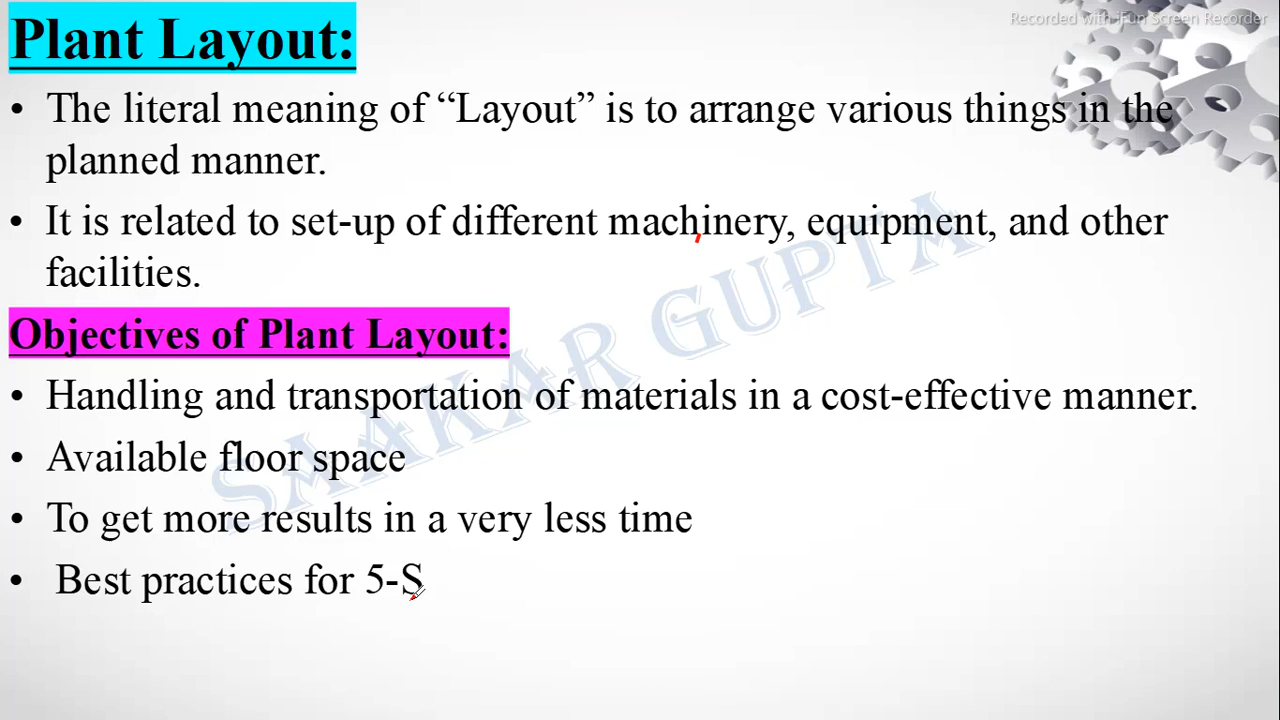 Recorded with iFun Screen Recorder
Plant Layout:
• The literal meaning of “Layout” is to arrange various things in the
planned manner.
• It is related to set-up of different machinery, equipment, and other
facilities.
Objectives of Plant Layout:
• Handling and transportation of materials in a cost-effective manner.
• Available floor space
• To get more results in a very less time
• Best practices for 5-S
SAAKAR GUPTA